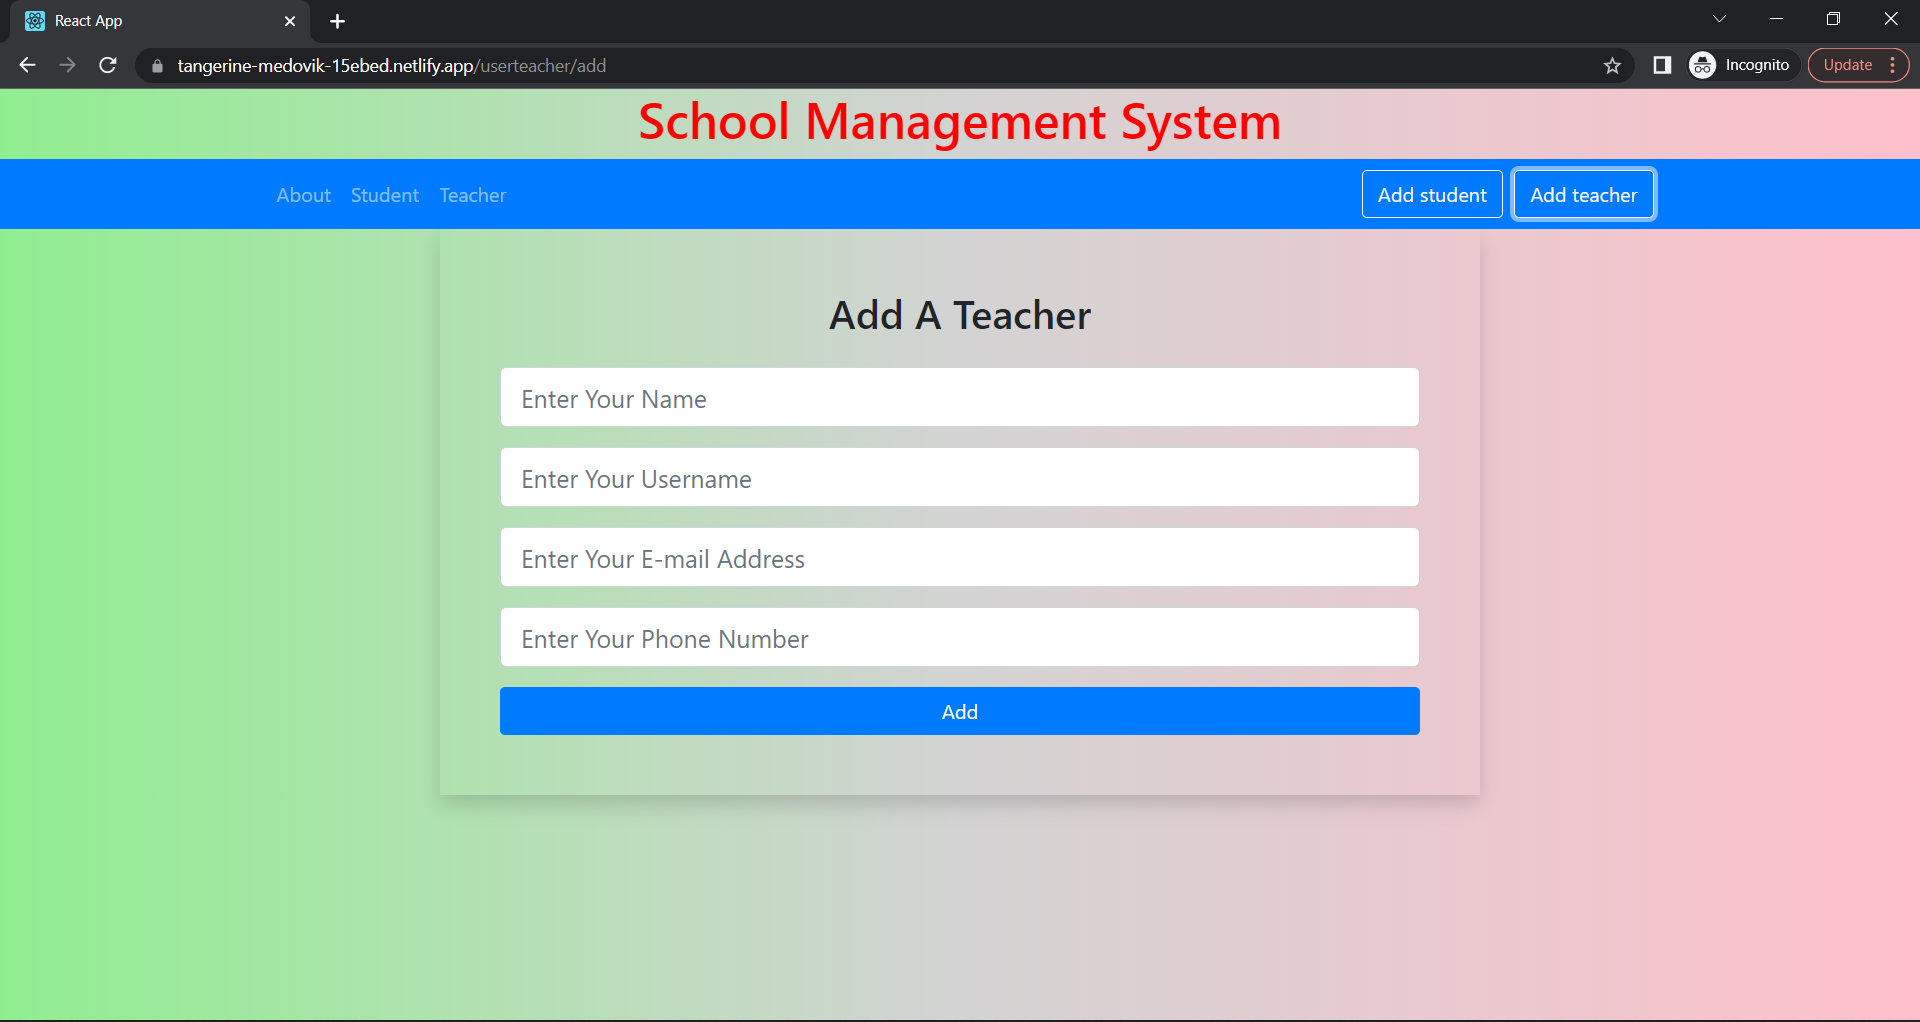 React App
tangerine-medovik-15ebed.netlify.app/userteacher/add
Incognito
Update
School Management System
About Student Teacher
Add student Add teacher
Add A Teacher
Enter Your Name
Enter Your Username
Enter Your E-mail Address
Enter Your Phone Number
Add